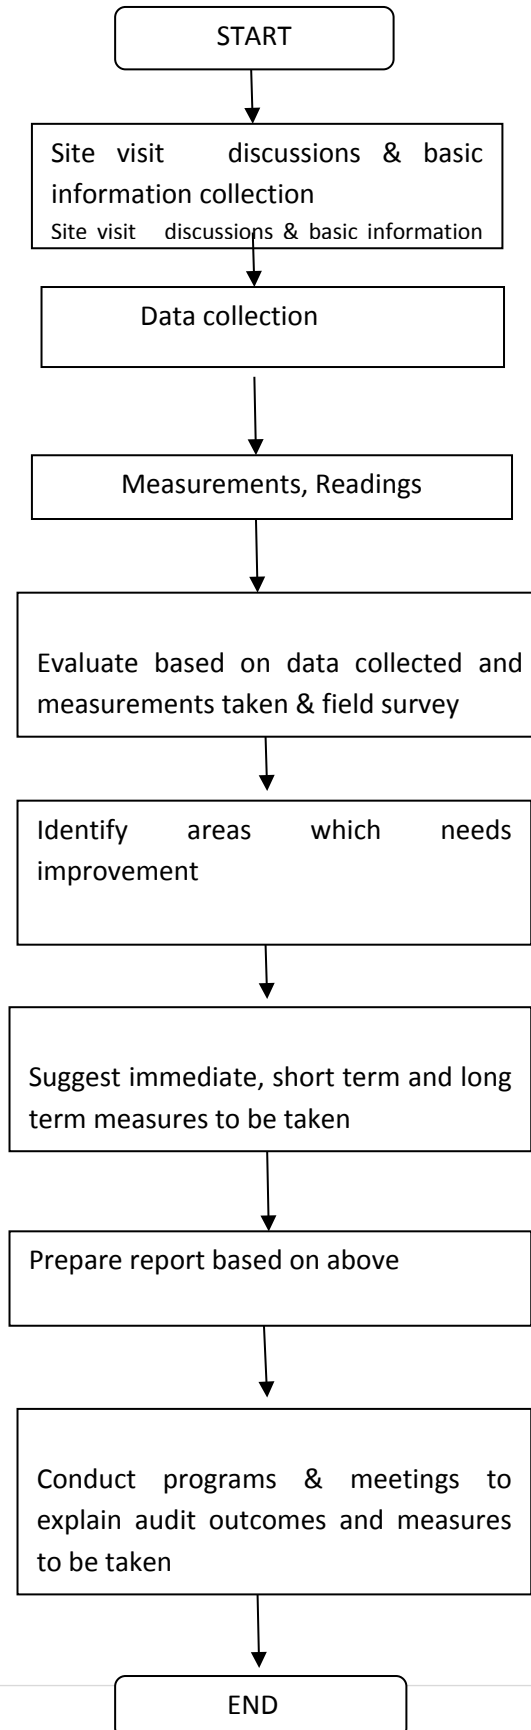 START
Site visit discussions & basic
information collection
Site visit discussions & basic information
Data collection
Measurements, Readings
Evaluate based on data collected and
measurements taken & field survey
Identify areas which needs
improvement
Suggest immediate, short term and long
term measures to be taken
Prepare report based on above
Conduct programs & meetings to
explain audit outcomes and measures
to be taken
END